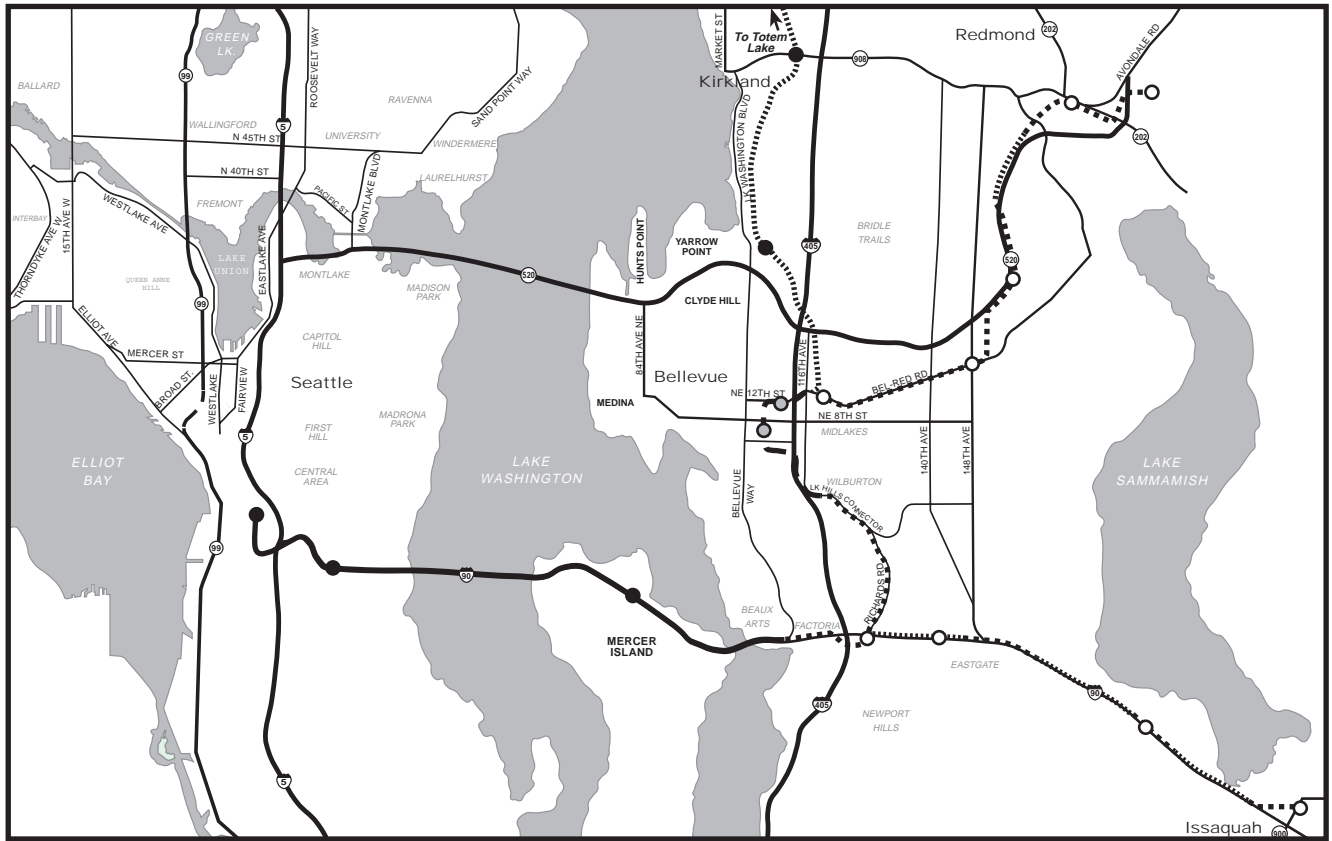 GREEN
LK.
BALLARD
99
ROOSEVELT WAY
5
RAVENNA
SAND POINT WAY
WALLINGFORD
N 45TH ST
UNIVERSITY
WINDERMERE
N 40TH ST
MONTLAKE BLVD
PACIFIC ST
LAURELHURST
FREMONT
WESTLAKE AVE
INTERBAY
15TH AVE W
THORNDYKE AVE W
EASTLAKE AVE
LAKE
UNION
QUEEN ANNE
HILL
MONTLAKE
520
MADISON
PARK
99
ELLIOT AVE
MERCER ST
BROAD ST.
WESTLAKE
FAIRVIEW
CAPITOL
HILL
Seattle
MADRONA
PARK
FIRST
HILL
5
CENTRAL
AREA
ELLIOT
BAY
99
90
5
LAKE
WASHINGTON
MARKET ST
To Totem
Lake
Kirkland
908
Redmond
202
AVONDALE RD
202
LK WASHINGTON BLVD
HUNTS POINT
YARROW
POINT
405
BRIDLE
TRAILS
520
CLYDE HILL
84TH AVE NE
Bellevue
116TH AVE
MEDINA
NE 12TH ST
BEL-RED RD
NE 8TH ST
MIDLAKES
140TH AVE
148TH AVE
BELLEVUE
WAY
WILBURTON
LK HILLS CONNECTOR
RICHARDS RD
LAKE
SAMMAMISH
BEAUX
ARTS
FACTORIA
MERCER
ISLAND
EASTGATE
90
405
NEWPORT
HILLS
Issaquah
900